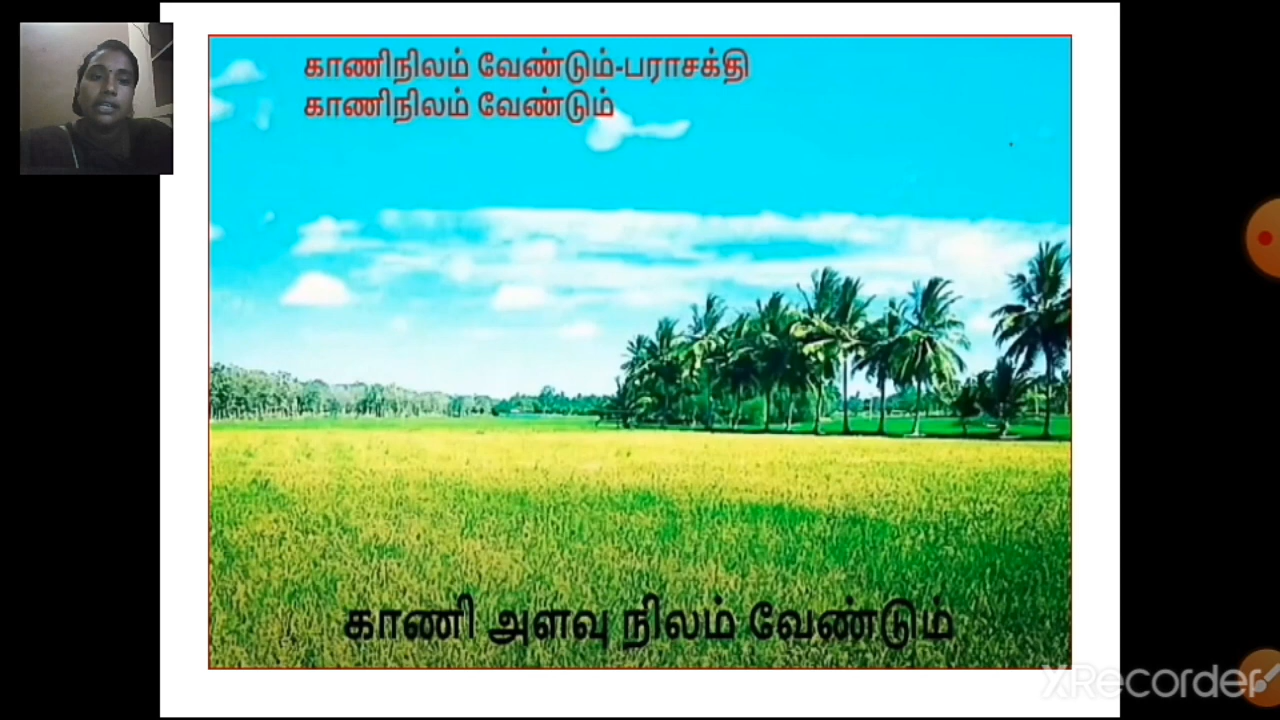 காணிநிலம் வேண்டும்-பராசக்தி
காணிநிலம் வேண்டும்
காணி அளவு நிலம் வேண்டும்
XRecorder